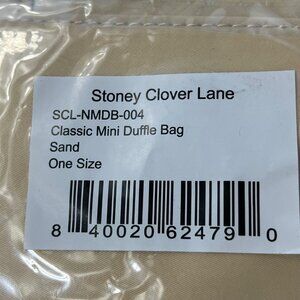 Stoney Clover Lane
SCL-NMDB-004
Classic Mini Duffle Bag
Sand
One Size
8 40020 62479 0